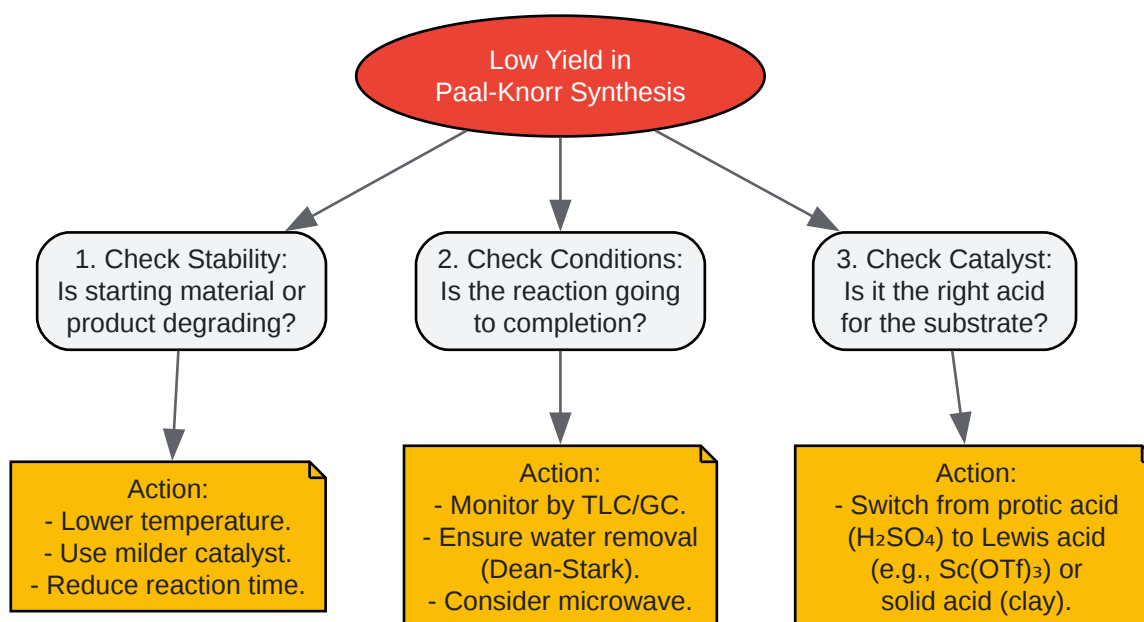 Low Yield in
Paal-Knorr Synthesis
1. Check Stability:
Is starting material or
product degrading?
2. Check Conditions:
Is the reaction going
to completion?
3. Check Catalyst:
Is it the right acid
for the substrate?
Action:
- Lower temperature.
- Use milder catalyst.
- Reduce reaction time.
Action:
- Monitor by TLC/GC.
- Ensure water removal
(Dean-Stark).
- Consider microwave.
Action:
- Switch from protic acid
(H₂SO₄) to Lewis acid
(e.g., Sc(OTf)₃) or
solid acid (clay).